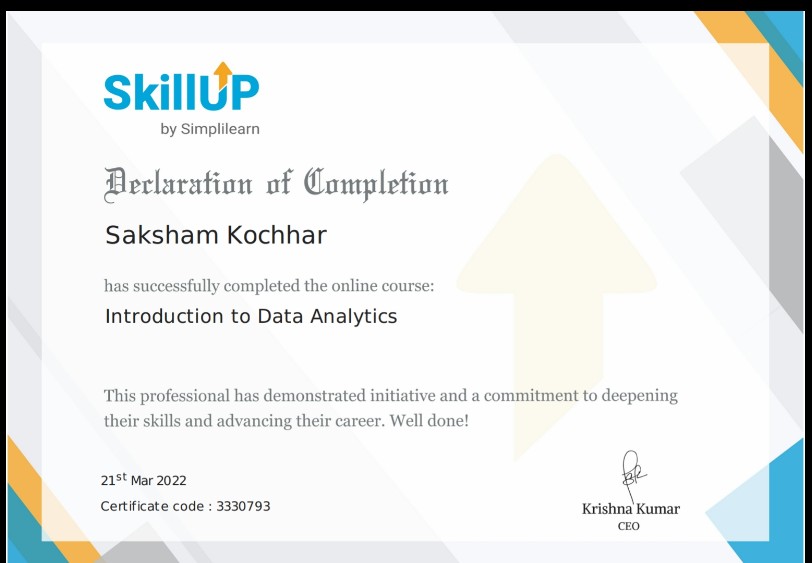 SkillUP
by Simplilearn
Declaration of Completion
Saksham Kochhar
has successfully completed the online course:
Introduction to Data Analytics
This professional has demonstrated initiative and a commitment to deepening
their skills and advancing their career. Well done!
21st Mar 2022
Certificate code : 3330793
Krishna Kumar
CEO